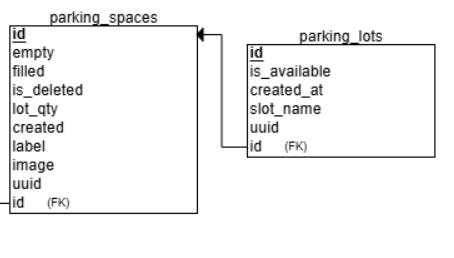 parking_spaces
id
empty
filled
is_deleted
lot_qty
created
label
image
uuid
id (FK)
parking_lots
id
is_available
created_at
slot_name
uuid
id (FK)